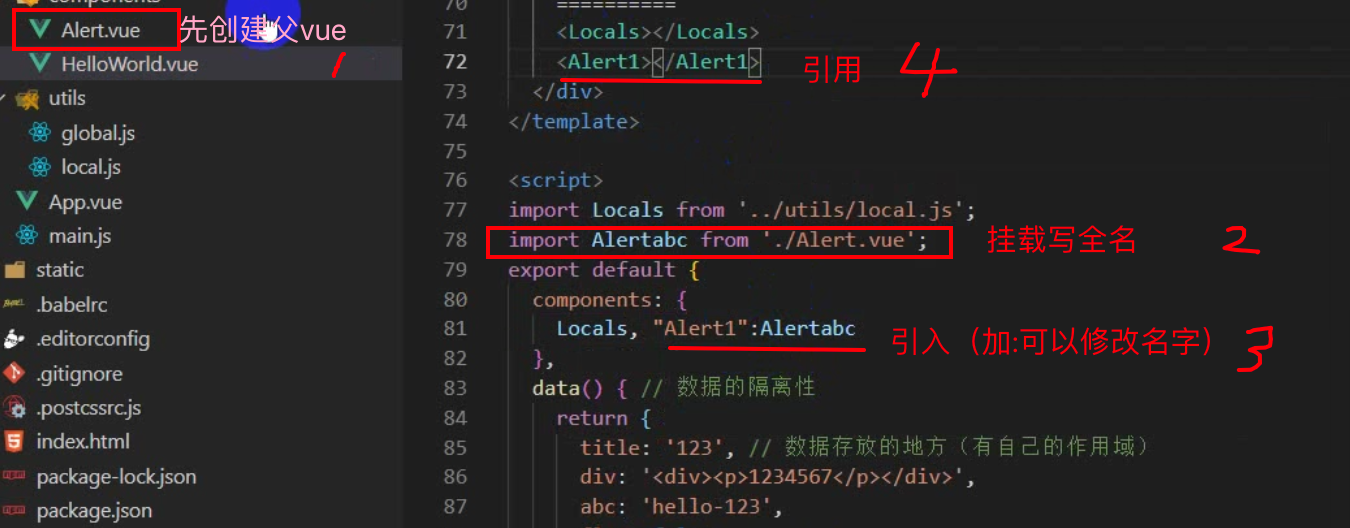 components
Alert.vue 先创建父vue
HelloWorld.vue 1
utils
global.js
local.js
App.vue
main.js
static
.babelrc
.editorconfig
.gitignore
.postcssrc.js
index.html
package-lock.json
package.json
70 ==========
71 <Locals></Locals>
72 <Alert1></Alert1> 引用 4
73 </div>
74 </template>
75
76 <script>
77 import Locals from '../utils/local.js';
78 import Alertabc from './Alert.vue'; 挂载写全名 2
79 export default {
80 components: {
81 Locals, "Alert1":Alertabc 引入（加:可以修改名字） 3
82 },
83 data() { // 数据的隔离性
84 return {
85 title: '123', // 数据存放的地方（有自己的作用域）
86 div: '<div><p>1234567</p></div>',
87 abc: 'hello-123',